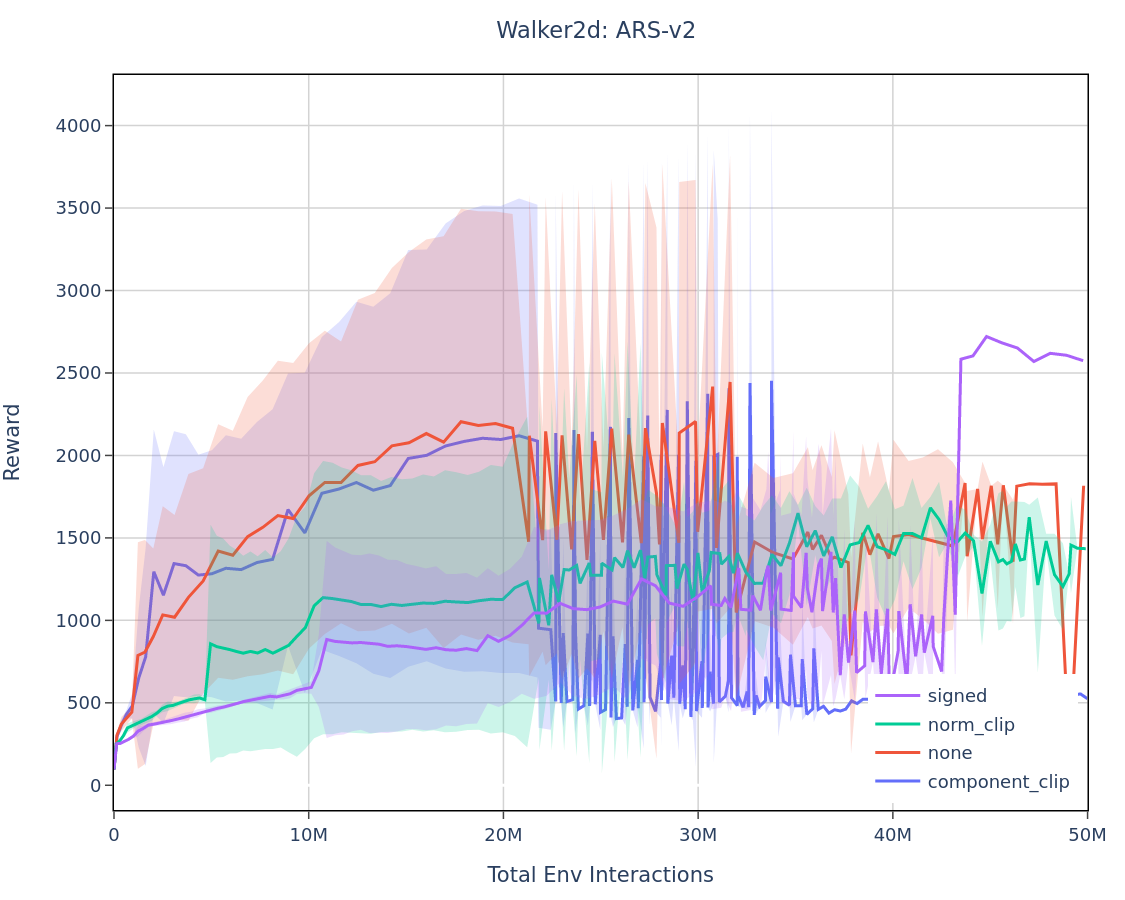 Walker2d: ARS-v2
4000
3500
3000
2500
2000
1500
1000
500
0
Reward
0 10M 20M 30M 40M 50M
Total Env Interactions
signed
norm_clip
none
component_clip